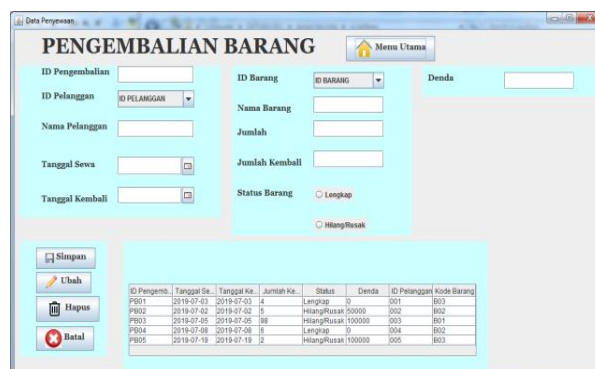 Data Penyewaan
PENGEMBALIAN BARANG
Menu Utama
ID Pengembalian
ID Pelanggan
ID PELANGGAN
Nama Pelanggan
Tanggal Sewa
Tanggal Kembali
ID Barang
ID BARANG
Nama Barang
Jumlah
Jumlah Kembali
Status Barang
Lengkap
Hilang/Rusak
Denda
Simpan
Ubah
Hapus
Batal
ID Pengemb... Tanggal Se... Tanggal Ke... Jumlah Ke... Status Denda ID Pelanggan Kode Barang
PB01 2019-07-03 2019-07-03 4 Lengkap 0 001 B03
PB02 2019-07-02 2019-07-02 5 Hilang/Rusak 50000 002 B02
PB03 2019-07-05 2019-07-05 98 Hilang/Rusak 100000 003 B01
PB04 2019-07-08 2019-07-08 6 Lengkap 0 004 B02
PB05 2019-07-19 2019-07-19 2 Hilang/Rusak 100000 005 B03